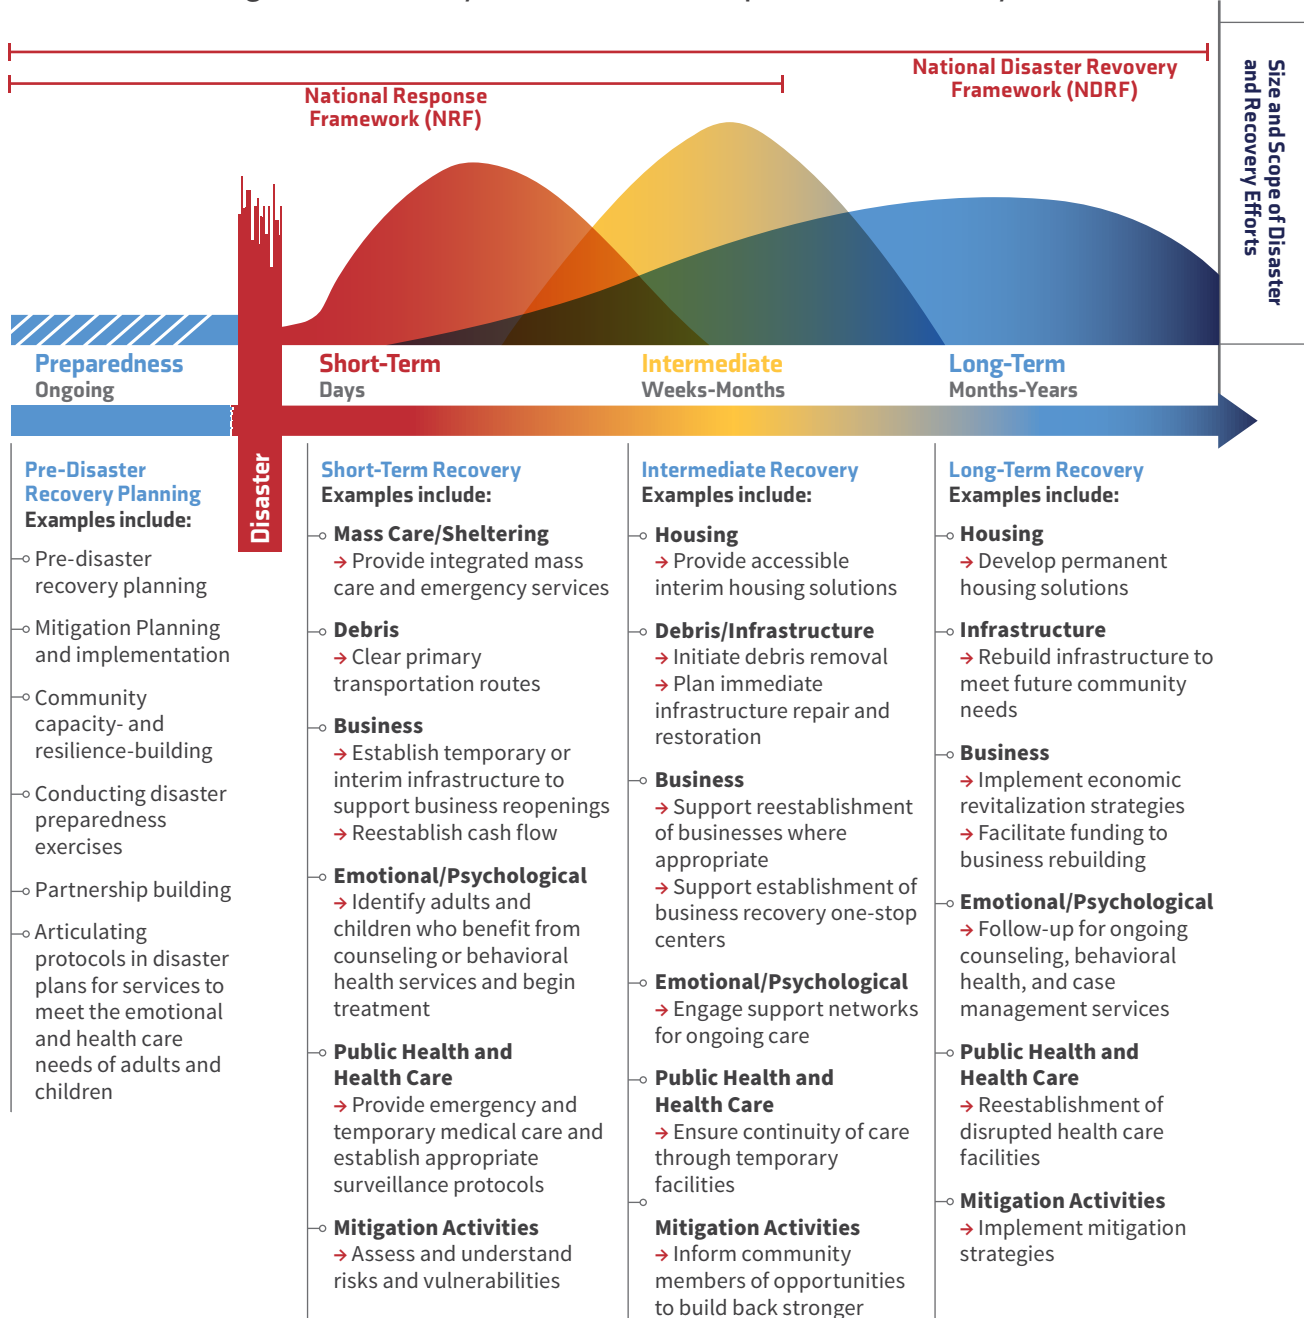 National Disaster Revovery
Framework (NDRF)
National Response
Framework (NRF)
Size and Scope of Disaster
and Recovery Efforts
Preparedness
Ongoing
Short-Term
Days
Intermediate
Weeks-Months
Long-Term
Months-Years
Disaster
Pre-Disaster
Recovery Planning
Examples include:
Pre-disaster
recovery planning
Mitigation Planning
and implementation
Community
capacity- and
resilience-building
Conducting disaster
preparedness
exercises
Partnership building
Articulating
protocols in disaster
plans for services to
meet the emotional
and health care
needs of adults and
children
Short-Term Recovery
Examples include:
Mass Care/Sheltering
→ Provide integrated mass
care and emergency services
Debris
→ Clear primary
transportation routes
Business
→ Establish temporary or
interim infrastructure to
support business reopenings
→ Reestablish cash flow
Emotional/Psychological
→ Identify adults and
children who benefit from
counseling or behavioral
health services and begin
treatment
Public Health and
Health Care
→ Provide emergency and
temporary medical care and
establish appropriate
surveillance protocols
Mitigation Activities
→ Assess and understand
risks and vulnerabilities
Intermediate Recovery
Examples include:
Housing
→ Provide accessible
interim housing solutions
Debris/Infrastructure
→ Initiate debris removal
→ Plan immediate
infrastructure repair and
restoration
Business
→ Support reestablishment
of businesses where
appropriate
→ Support establishment of
business recovery one-stop
centers
Emotional/Psychological
→ Engage support networks
for ongoing care
Public Health and
Health Care
→ Ensure continuity of care
through temporary
facilities
Mitigation Activities
→ Inform community
members of opportunities
to build back stronger
Long-Term Recovery
Examples include:
Housing
→ Develop permanent
housing solutions
Infrastructure
→ Rebuild infrastructure to
meet future community
needs
Business
→ Implement economic
revitalization strategies
→ Facilitate funding to
business rebuilding
Emotional/Psychological
→ Follow-up for ongoing
counseling, behavioral
health, and case
management services
Public Health and
Health Care
→ Reestablishment of
disrupted health care
facilities
Mitigation Activities
→ Implement mitigation
strategies